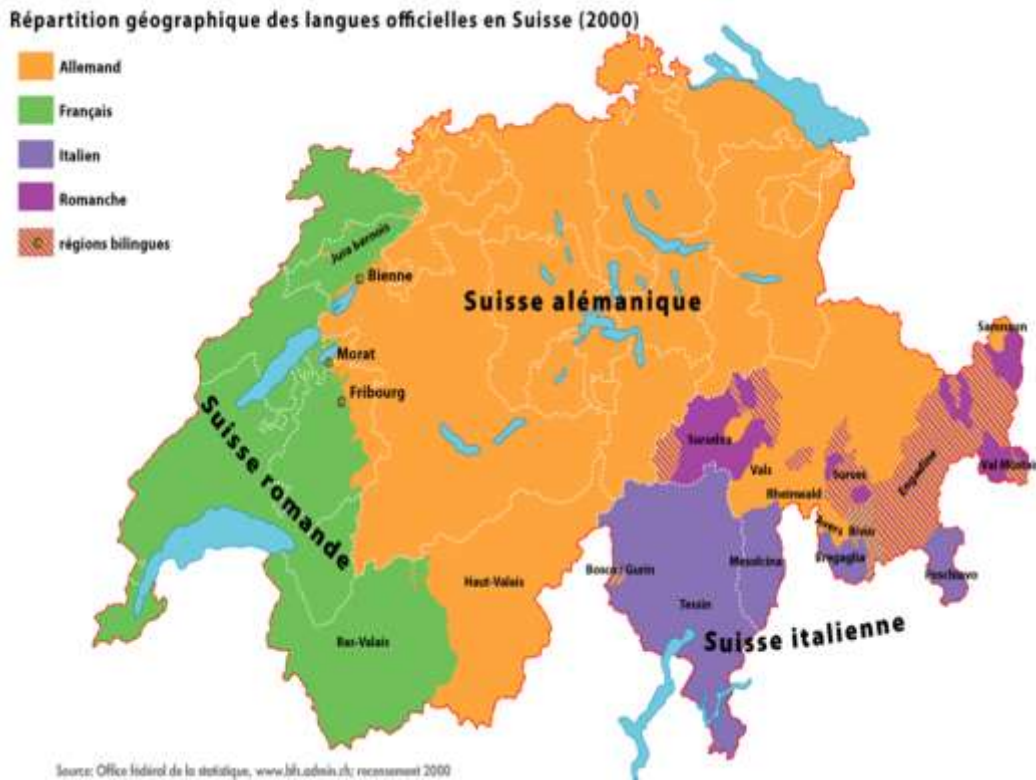 Répartition géographique des langues officielles en Suisse (2000)
Allemand
Français
Italien
Romanche
régions bilingues
Jura bernois
Bienne
Suisse alémanique
Morat
Fribourg
Suisse romande
Samnaun
Surselva
Vals
Surses
Engadine
Val Müstair
Rheinwald
Avers
Bivio
Bregaglia
Poschiavo
Haut-Valais
Bosco / Gurin
Mesolcina
Tessin
Suisse italienne
Bas-Valais
Source: Office fédéral de la statistique, www.bfs.admin.ch; recensement 2000